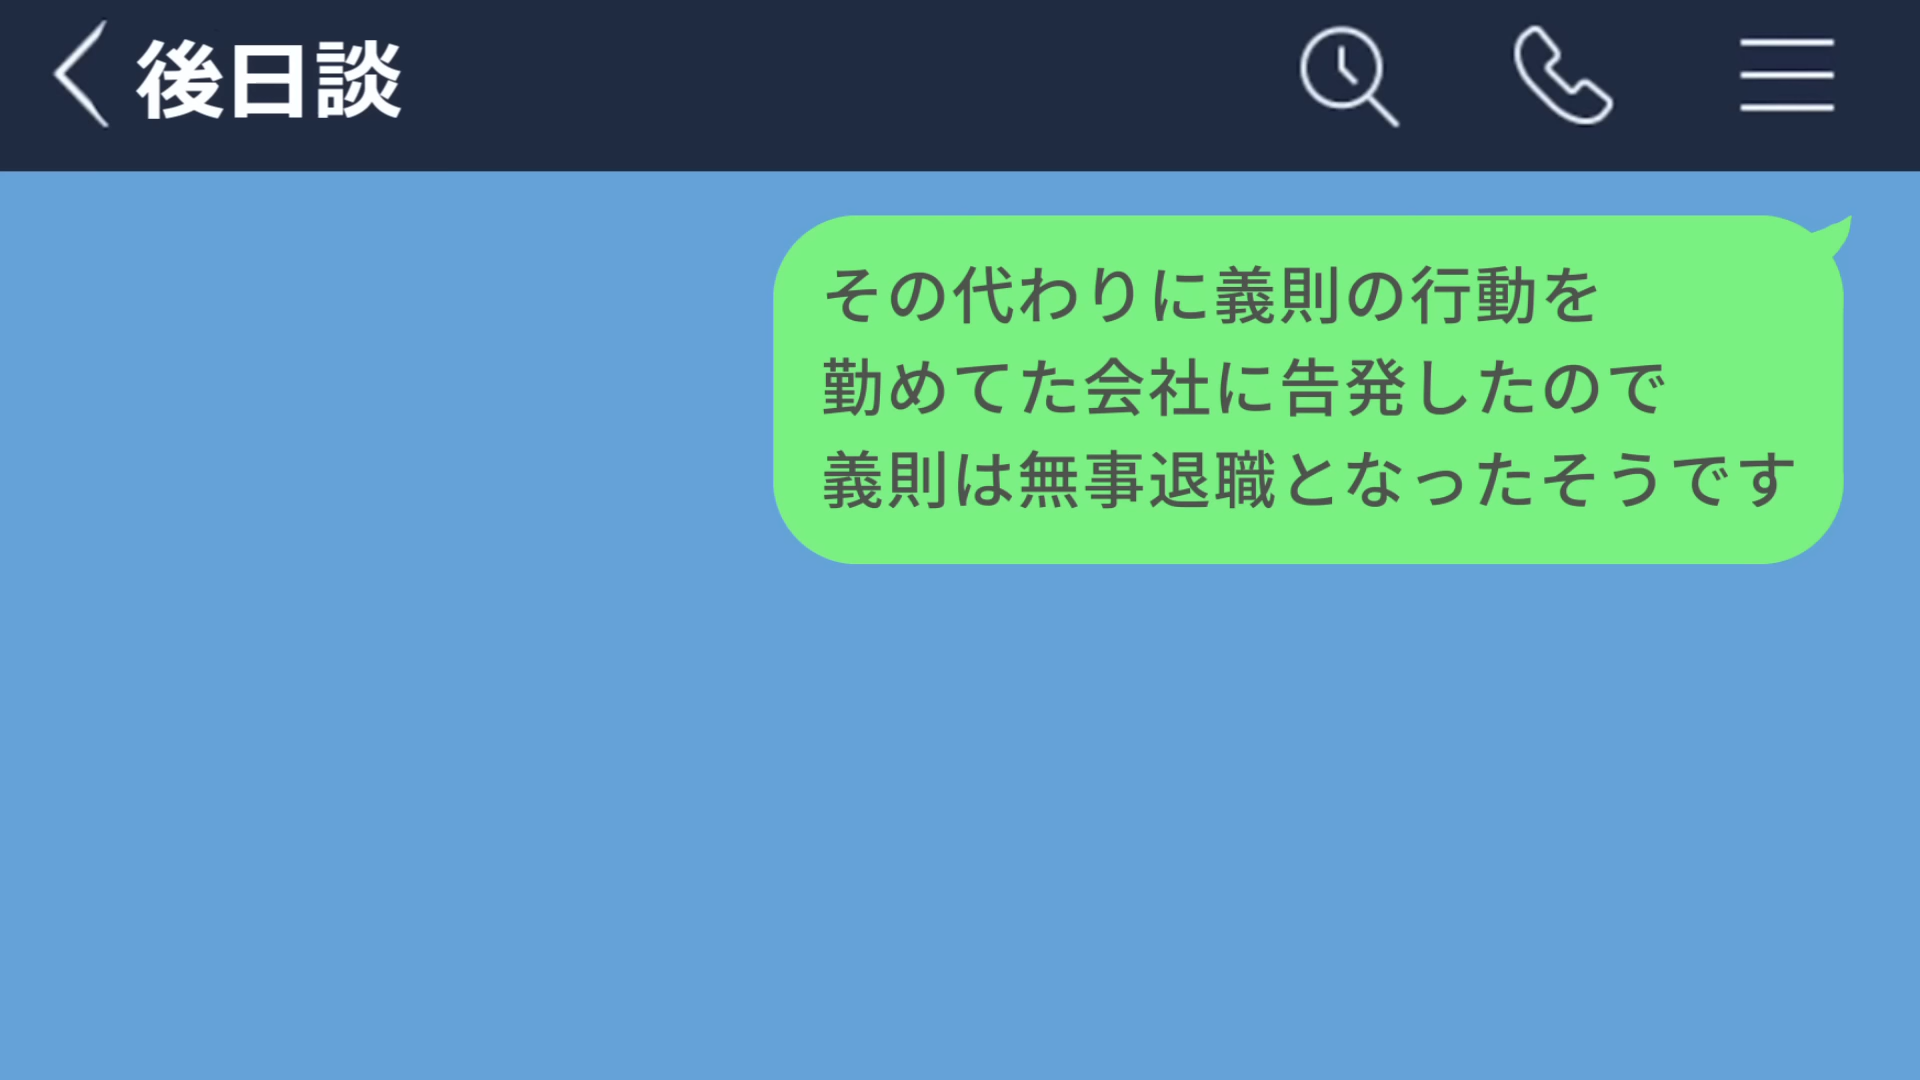 後日談
その代わりに義則の行動を
勤めてた会社に告発したので
義則は無事退職となったそうです